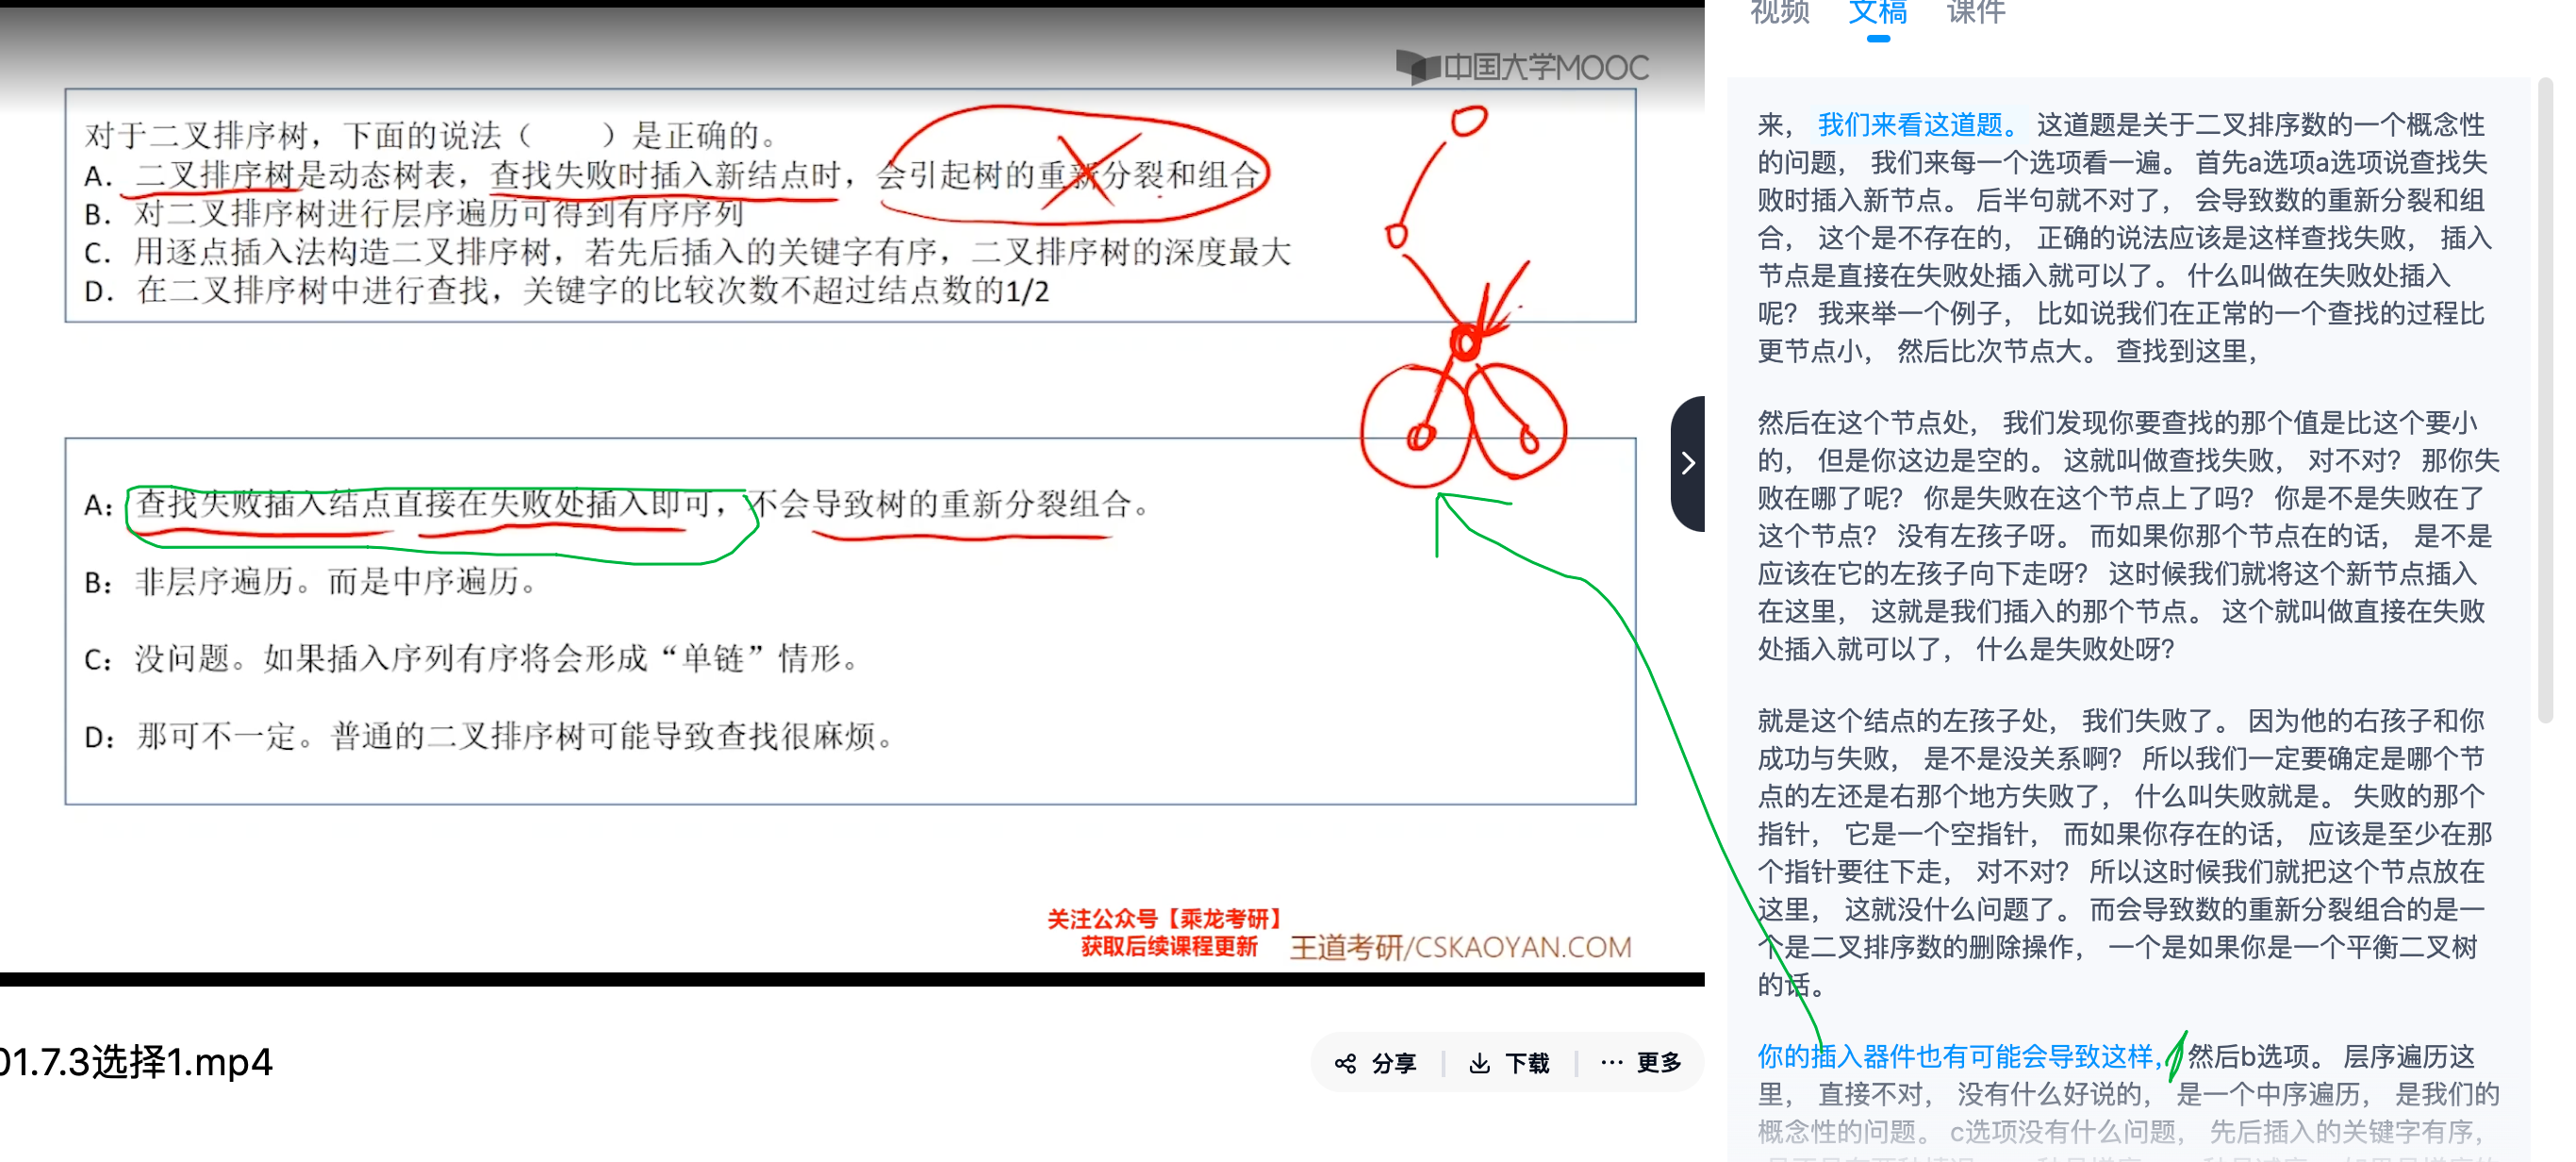 视频 文稿 课件
中国大学MOOC
对于二叉排序树，下面的说法（ ）是正确的。
A. 二叉排序树是动态树表，查找失败时插入新结点时，会引起树的重新分裂和组合
B. 对二叉排序树进行层序遍历可得到有序序列
C. 用逐点插入法构造二叉排序树，若先后插入的关键字有序，二叉排序树的深度最大
D. 在二叉排序树中进行查找，关键字的比较次数不超过结点数的1/2
A：查找失败插入结点直接在失败处插入即可，不会导致树的重新分裂组合。
B：非层序遍历。而是中序遍历。
C：没问题。如果插入序列有序将会形成“单链”情形。
D：那可不一定。普通的二叉排序树可能导致查找很麻烦。
关注公众号【乘龙考研】
获取后续课程更新
王道考研/CSKAOYAN.COM
01.7.3选择1.mp4
分享 下载 更多
来， 我们来看这道题。 这道题是关于二叉排序数的一个概念性
的问题， 我们来每一个选项看一遍。 首先a选项a选项说查找失
败时插入新节点。 后半句就不对了， 会导致数的重新分裂和组
合， 这个是不存在的， 正确的说法应该是这样查找失败， 插入
节点是直接在失败处插入就可以了。 什么叫做在失败处插入
呢？ 我来举一个例子， 比如说我们在正常的一个查找的过程比
更节点小， 然后比次节点大。 查找到这里，
然后在这个节点处， 我们发现你要查找的那个值是比这个要小
的， 但是你这边是空的。 这就叫做查找失败， 对不对？ 那你失
败在哪了呢？ 你是失败在这个节点上了吗？ 你是不是失败在了
这个节点？ 没有左孩子呀。 而如果你那个节点在的话， 是不是
应该在它的左孩子向下走呀？ 这时候我们就将这个新节点插入
在这里， 这就是我们插入的那个节点。 这个就叫做直接在失败
处插入就可以了， 什么是失败处呀？
就是这个结点的左孩子处， 我们失败了。 因为他的右孩子和你
成功与失败， 是不是没关系啊？ 所以我们一定要确定是哪个节
点的左还是右那个地方失败了， 什么叫失败就是。 失败的那个
指针， 它是一个空指针， 而如果你存在的话， 应该是至少在那
个指针要往下走， 对不对？ 所以这时候我们就把这个节点放在
这里， 这就没什么问题了。 而会导致数的重新分裂组合的是一
个是二叉排序数的删除操作， 一个是如果你是一个平衡二叉树
的话。
你的插入器件也有可能会导致这样， 然后b选项。 层序遍历这
里， 直接不对， 没有什么好说的， 是一个中序遍历， 是我们的
概念性的问题。 c选项没有什么问题， 先后插入的关键字有序，